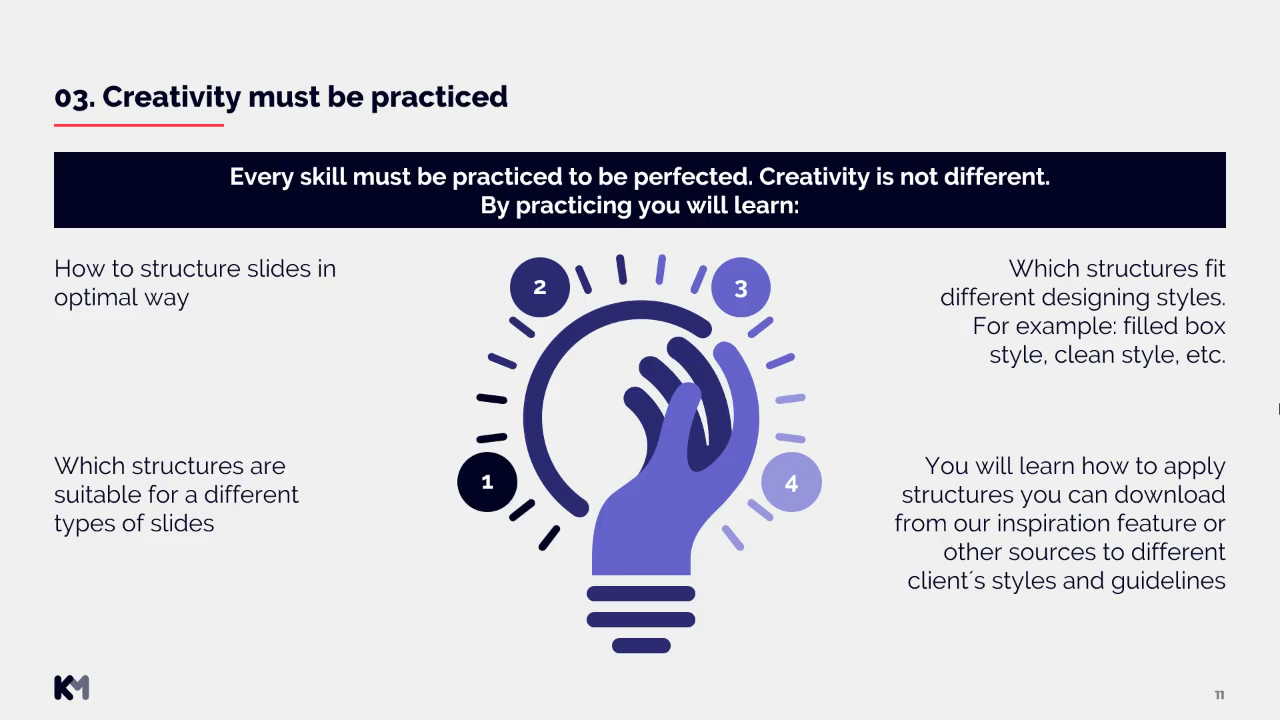 03. Creativity must be practiced
Every skill must be practiced to be perfected. Creativity is not different.
By practicing you will learn:
How to structure slides in
optimal way
2
3
Which structures fit
different designing styles.
For example: filled box
style, clean style, etc.
Which structures are
suitable for a different
types of slides
1
4
You will learn how to apply
structures you can download
from our inspiration feature or
other sources to different
client´s styles and guidelines
KM
11